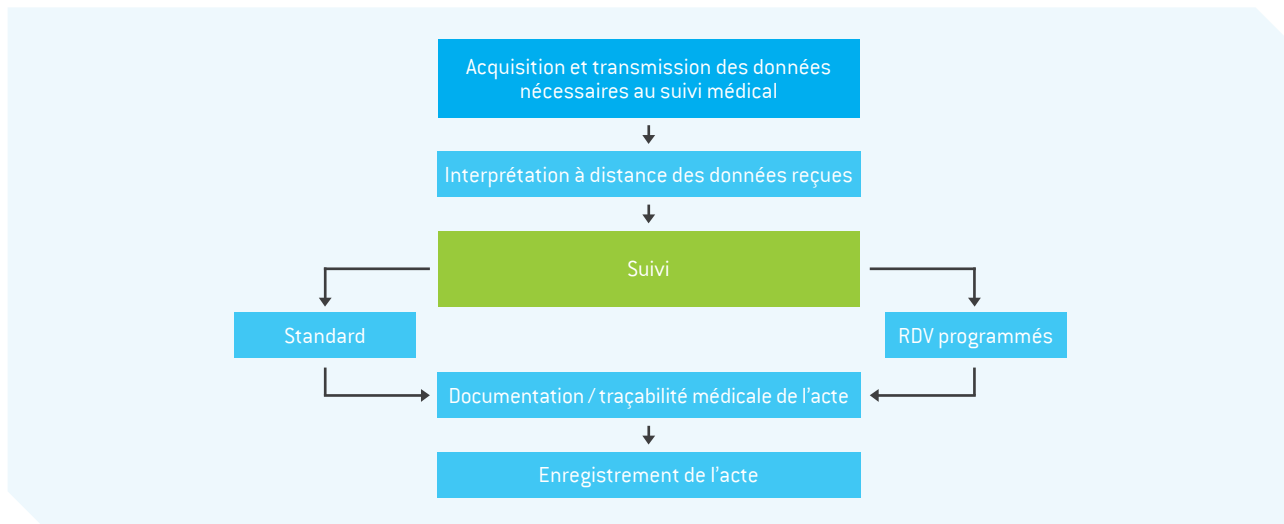 Acquisition et transmission des données
nécessaires au suivi médical
Interprétation à distance des données reçues
Suivi
Standard
RDV programmés
Documentation / traçabilité médicale de l’acte
Enregistrement de l’acte